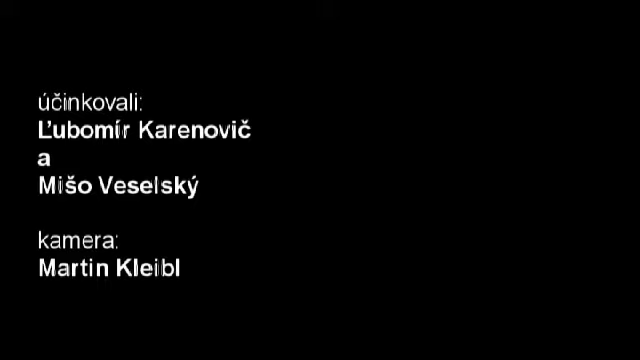 účinkovali:
Ľubomír Karenovič
a
Mišo Veselský
kamera:
Martin Kleibl